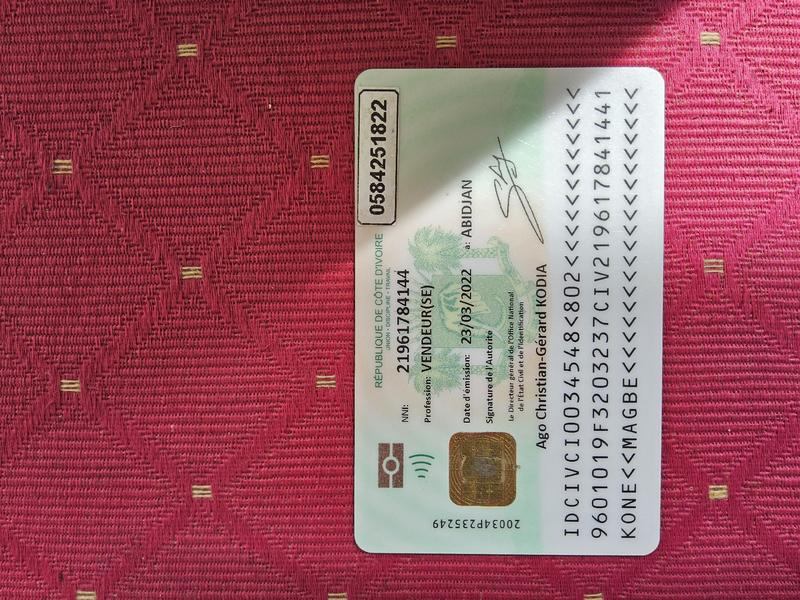 RÉPUBLIQUE DE CÔTE D'IVOIRE
UNION - DISCIPLINE - TRAVAIL
0584251822
NNI: 21961784144
Profession: VENDEUR(SE)
Date d'émission: 23/03/2022 à: ABIDJAN
Signature de l'Autorité
le Directeur général de l'Office National
de l'État Civil et de l'Identification
Ago Christian-Gérard KODIA
20034P235249
IDCIVCI0034548<802<<<<<<<<<<<<
9601019F3203237CIV219617841441
KONE<<MAGBE<<<<<<<<<<<<<<<<<<<